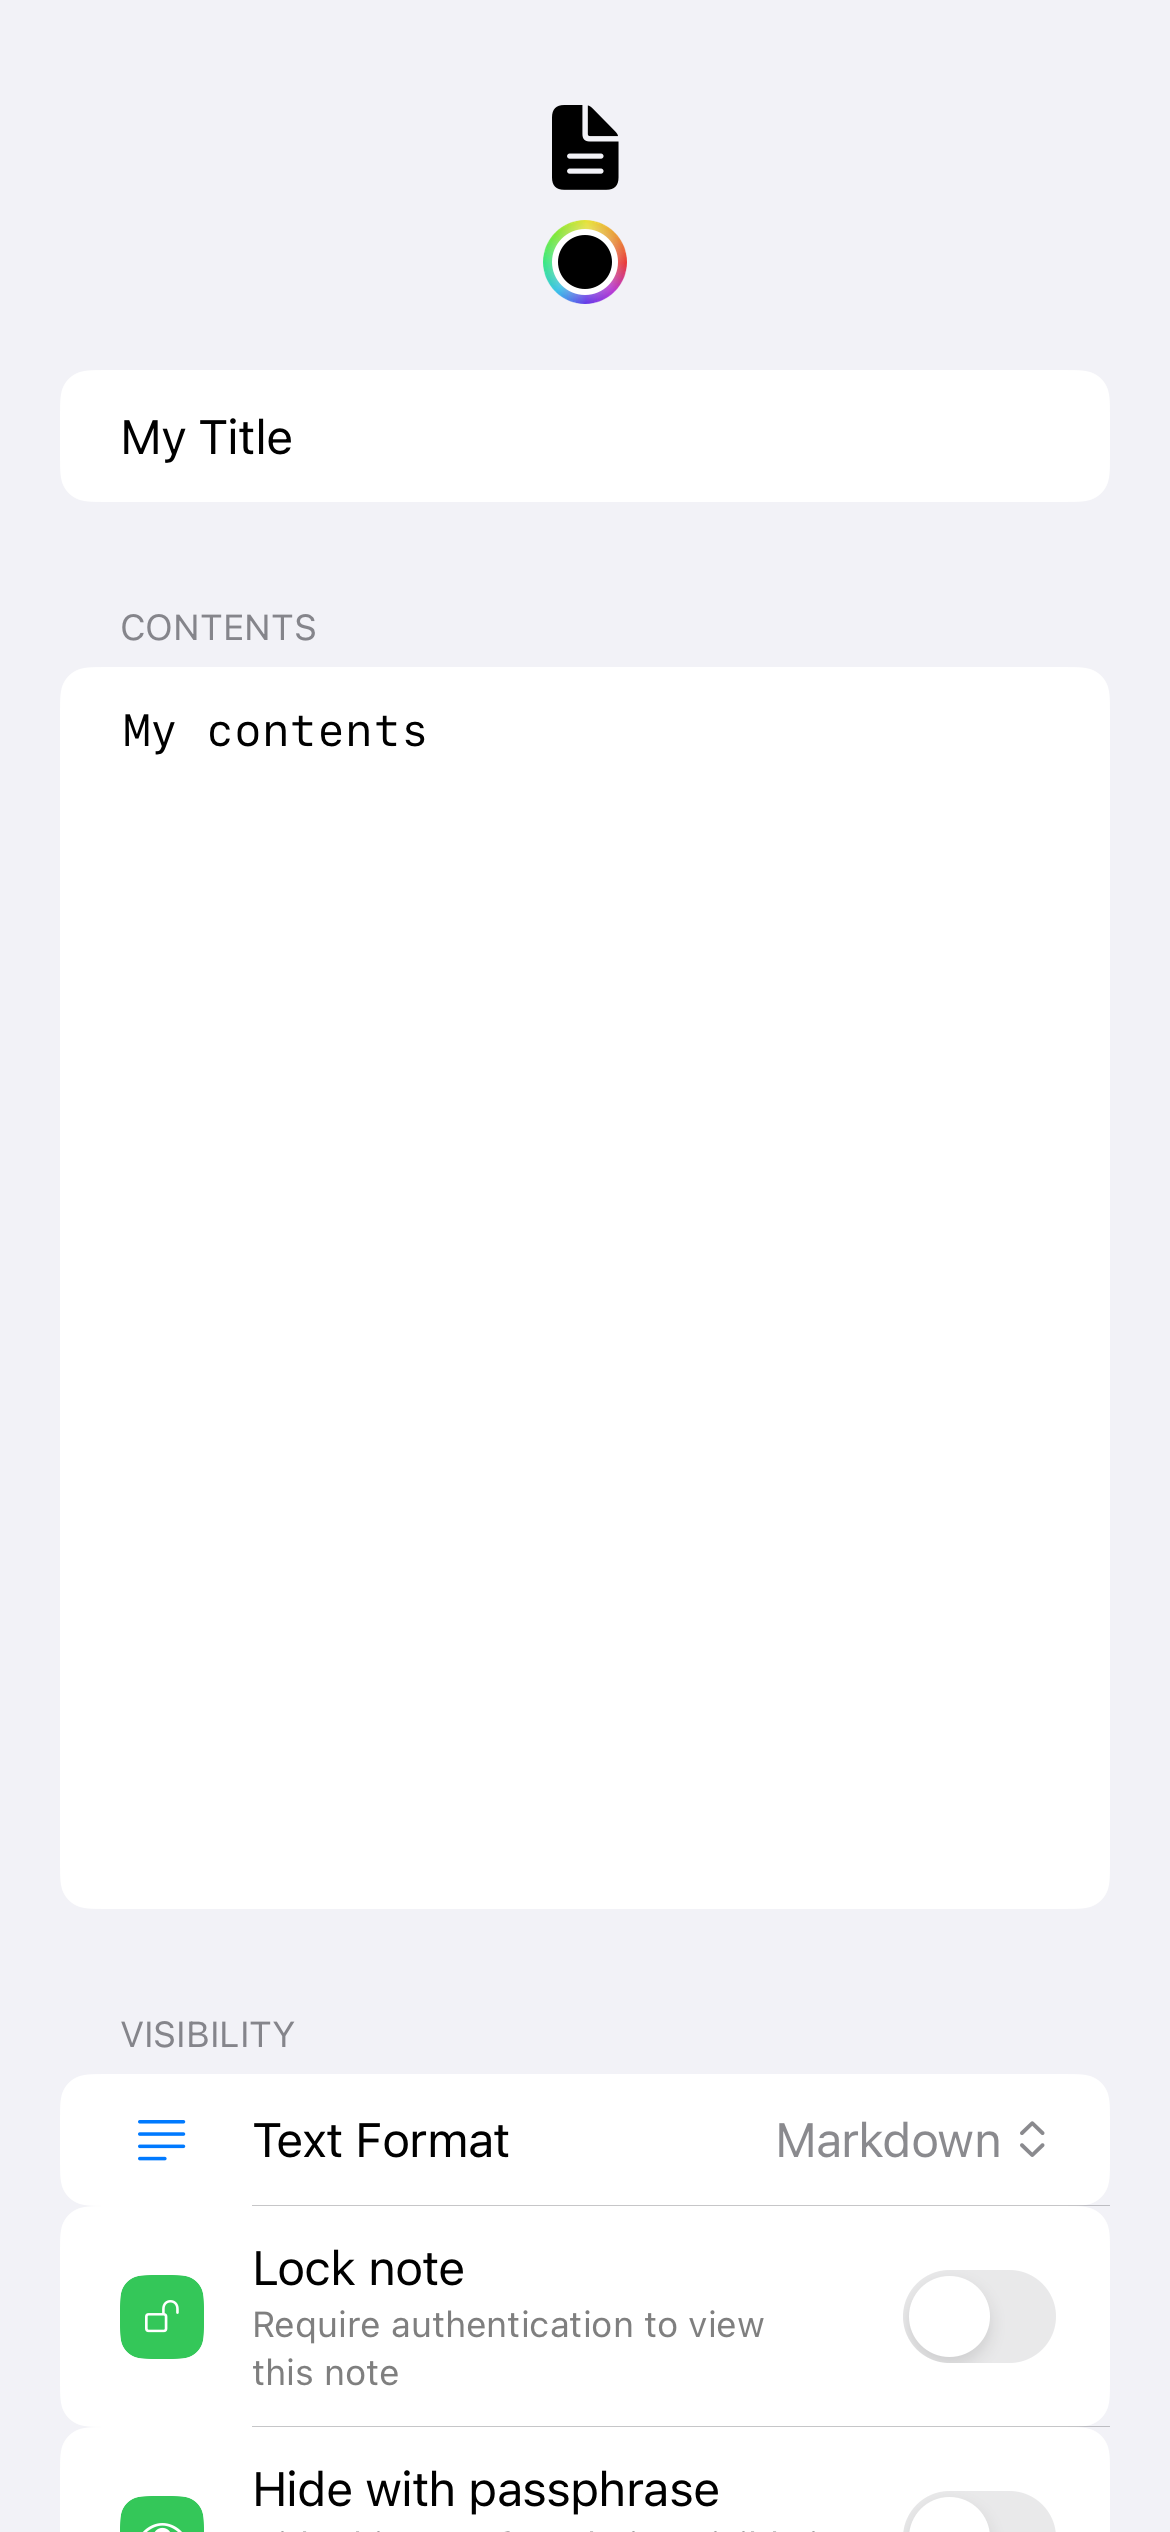 My Title
CONTENTS
My contents
VISIBILITY
Text Format
Markdown
Lock note
Require authentication to view
this note
Hide with passphrase